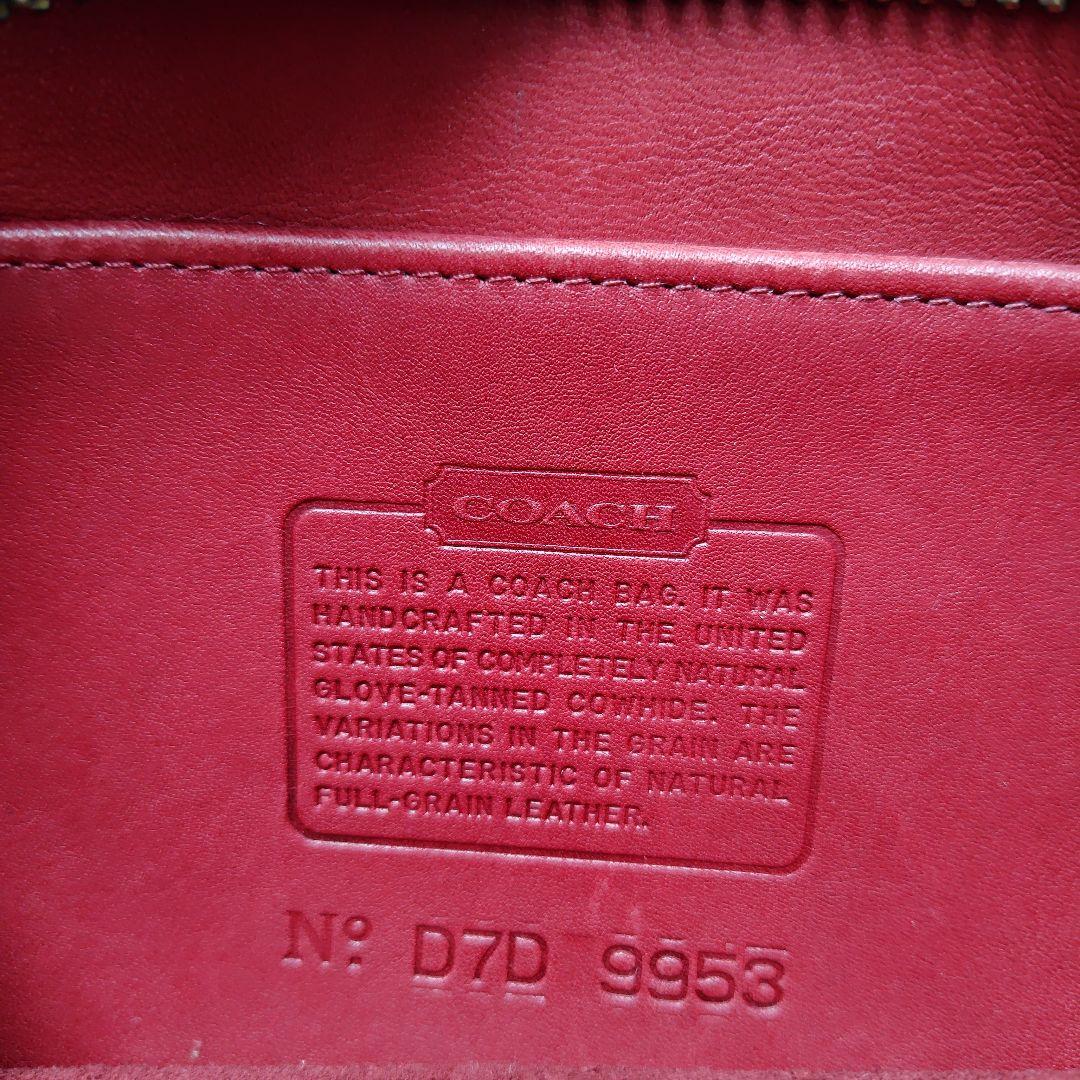 COACH
THIS IS A COACH BAG. IT WAS
HANDCRAFTED IN THE UNITED
STATES OF COMPLETELY NATURAL
GLOVE-TANNED COWHIDE. THE
VARIATIONS IN THE GRAIN ARE
CHARACTERISTIC OF NATURAL
FULL-GRAIN LEATHER.
Nº: D7D 9953